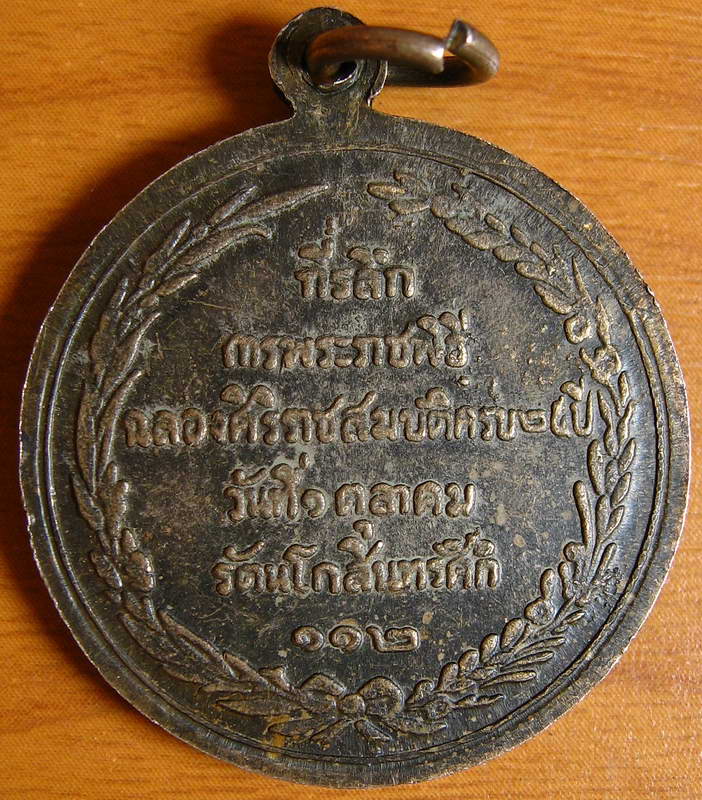 ที่รลึก
การพระราชพิธี
ฉลองศิริราชสมบัติครบ๒๕ปี
วันที่๑ ตุลาคม
รัตนโกสินทรศก
๑๑๒